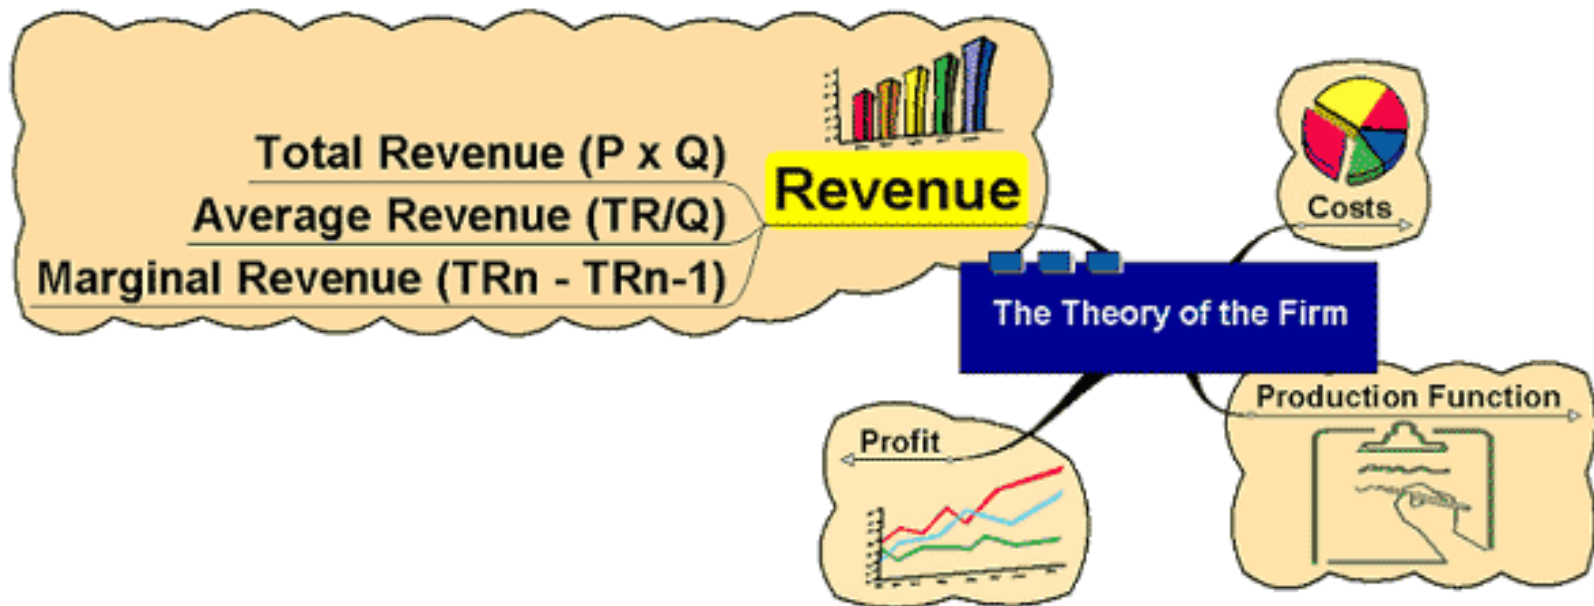 Total Revenue (P x Q)
Average Revenue (TR/Q)
Marginal Revenue (TRn - TRn-1)
Revenue
Costs
The Theory of the Firm
Production Function
Profit